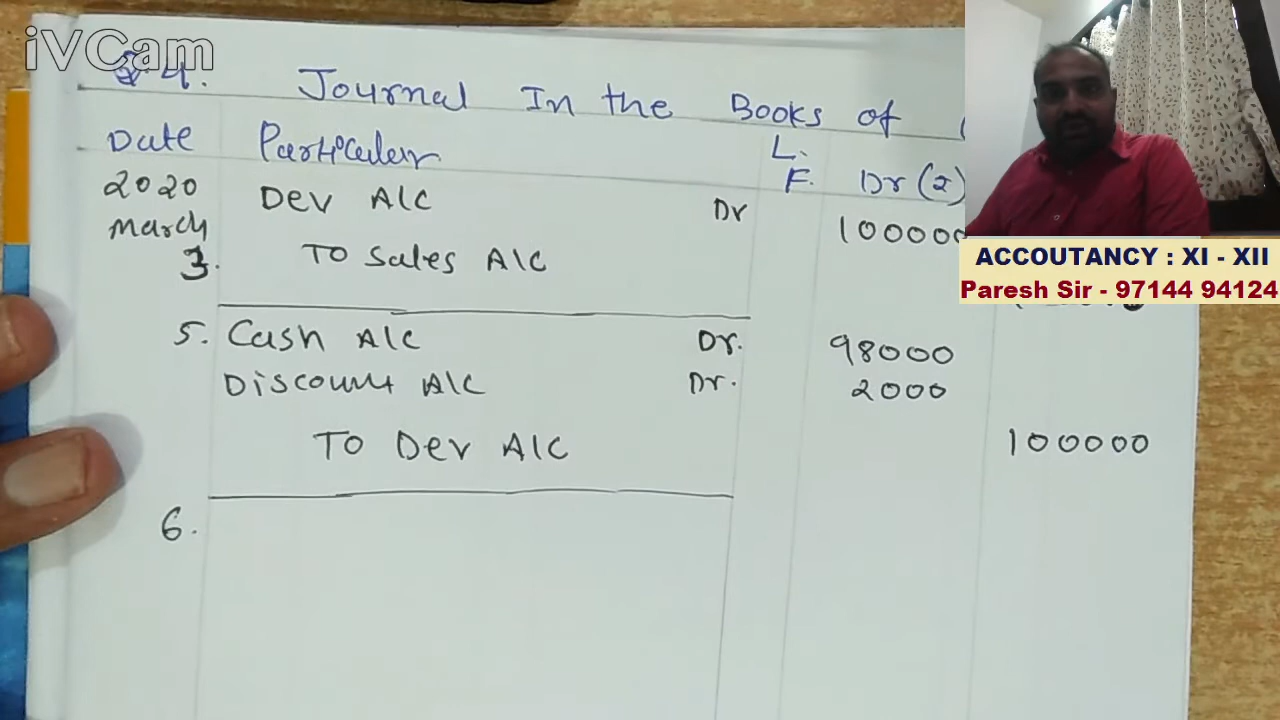 iVCam
Q.4. Journal In the Books of
Date Particular L. F. Dr (₹)
2020 Dev A/C Dr 100000
March
3. To Sales A/C
5. Cash A/C Dr. 98000
Discount A/C Dr. 2000
To Dev A/C 100000
6.
ACCOUTANCY : XI - XII
Paresh Sir - 97144 94124